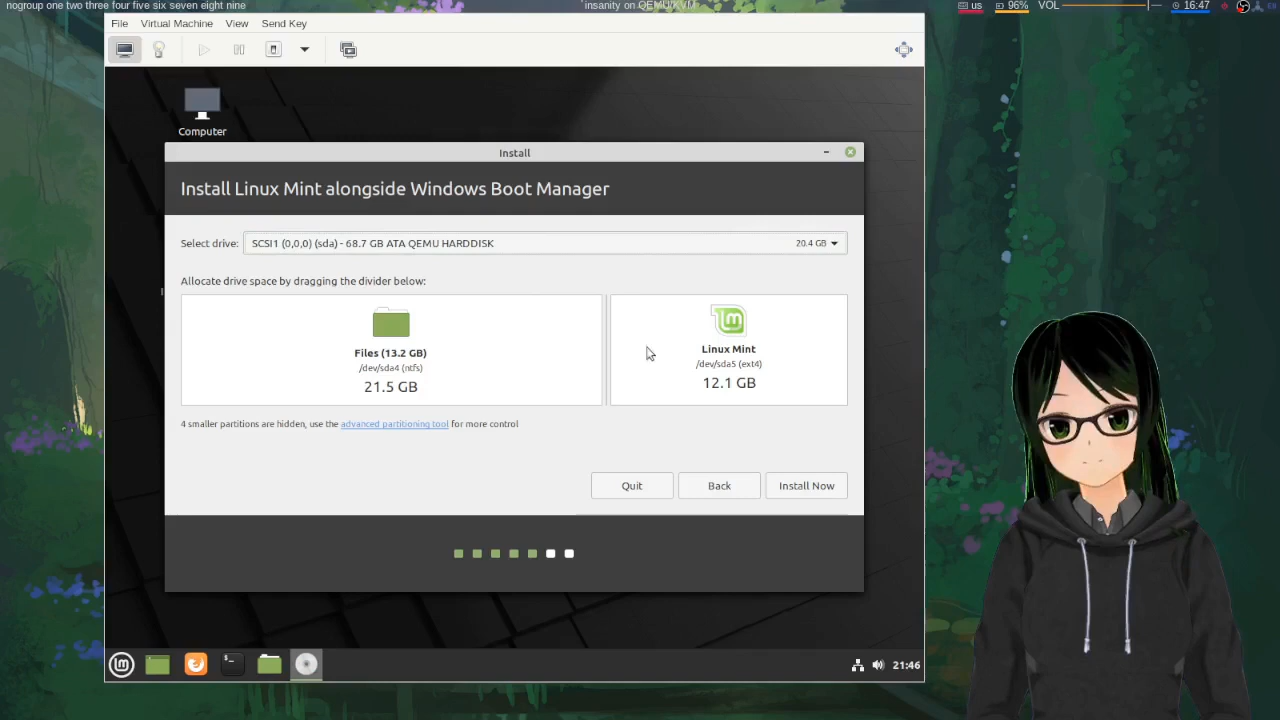 nogroup one two three four five six seven eight nine
insanity on QEMU/KVM
us
96%
VOL
16:47
File Virtual Machine View Send Key
Computer
Install
Install Linux Mint alongside Windows Boot Manager
Select drive: SCSI1 (0,0,0) (sda) - 68.7 GB ATA QEMU HARDDISK 20.4 GB
Allocate drive space by dragging the divider below:
Files (13.2 GB)
/dev/sda4 (ntfs)
21.5 GB
Linux Mint
/dev/sda5 (ext4)
12.1 GB
4 smaller partitions are hidden, use the advanced partitioning tool for more control
Quit Back Install Now
21:46